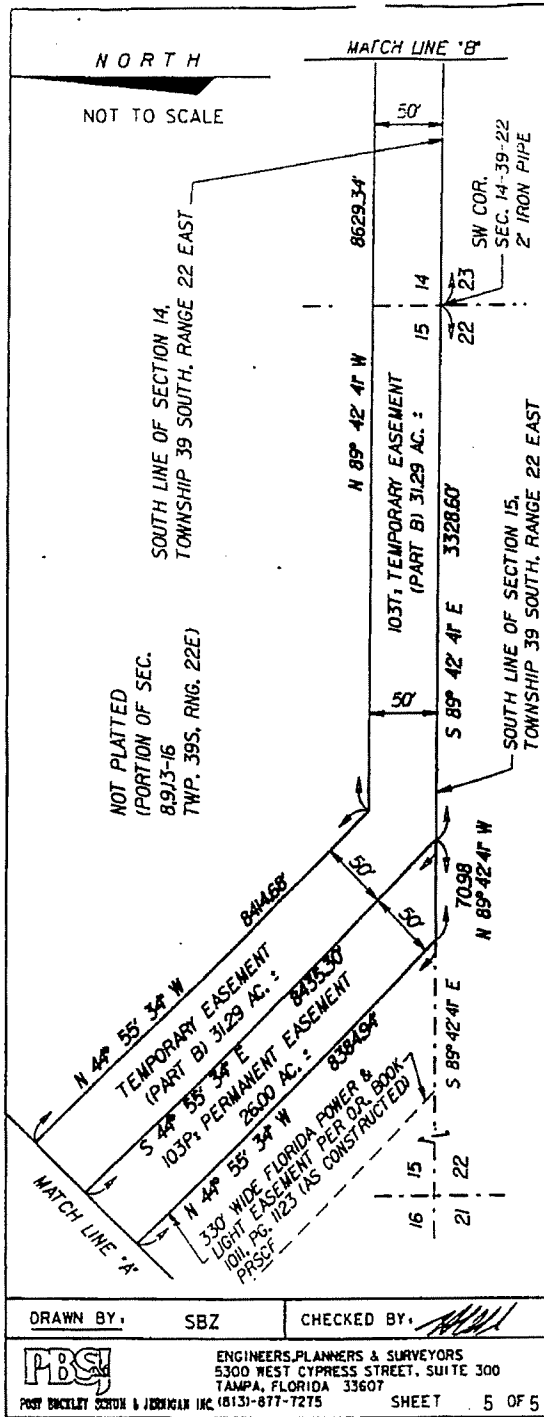 NORTH
NOT TO SCALE
MATCH LINE "B"
50'
8629.34'
SOUTH LINE OF SECTION 14,
TOWNSHIP 39 SOUTH, RANGE 22 EAST
SW COR.
SEC. 14-39-22
2" IRON PIPE
14
23
15
22
N 89° 42' 41" W
103T; TEMPORARY EASEMENT
(PART B) 31.29 AC. ±
3328.60'
S 89° 42' 41" E
SOUTH LINE OF SECTION 15,
TOWNSHIP 39 SOUTH, RANGE 22 EAST
50'
NOT PLATTED
(PORTION OF SEC.
8,9,13-16
TWP. 39S, RNG. 22E)
70.98
N 89°42'41" W
50'
50'
8414.68'
N 44° 55' 34" W
TEMPORARY EASEMENT
(PART B) 31.29 AC. ±
8435.30'
S 44° 55' 34" E
103P; PERMANENT EASEMENT
26.00 AC. ±
8384.94'
N 44° 55' 34" W
330' WIDE FLORIDA POWER &
LIGHT EASEMENT PER O.R. BOOK
1011, PG. 1123 (AS CONSTRUCTED)
PRSCF
S 89°42'41" E
MATCH LINE "A"
15
22
16
21
DRAWN BY: SBZ
CHECKED BY:
PBSJ
POST BUCKLEY SCHUH & JERNIGAN INC.
ENGINEERS,PLANNERS & SURVEYORS
5300 WEST CYPRESS STREET, SUITE 300
TAMPA, FLORIDA 33607
(813)-877-7275
SHEET 5 OF 5